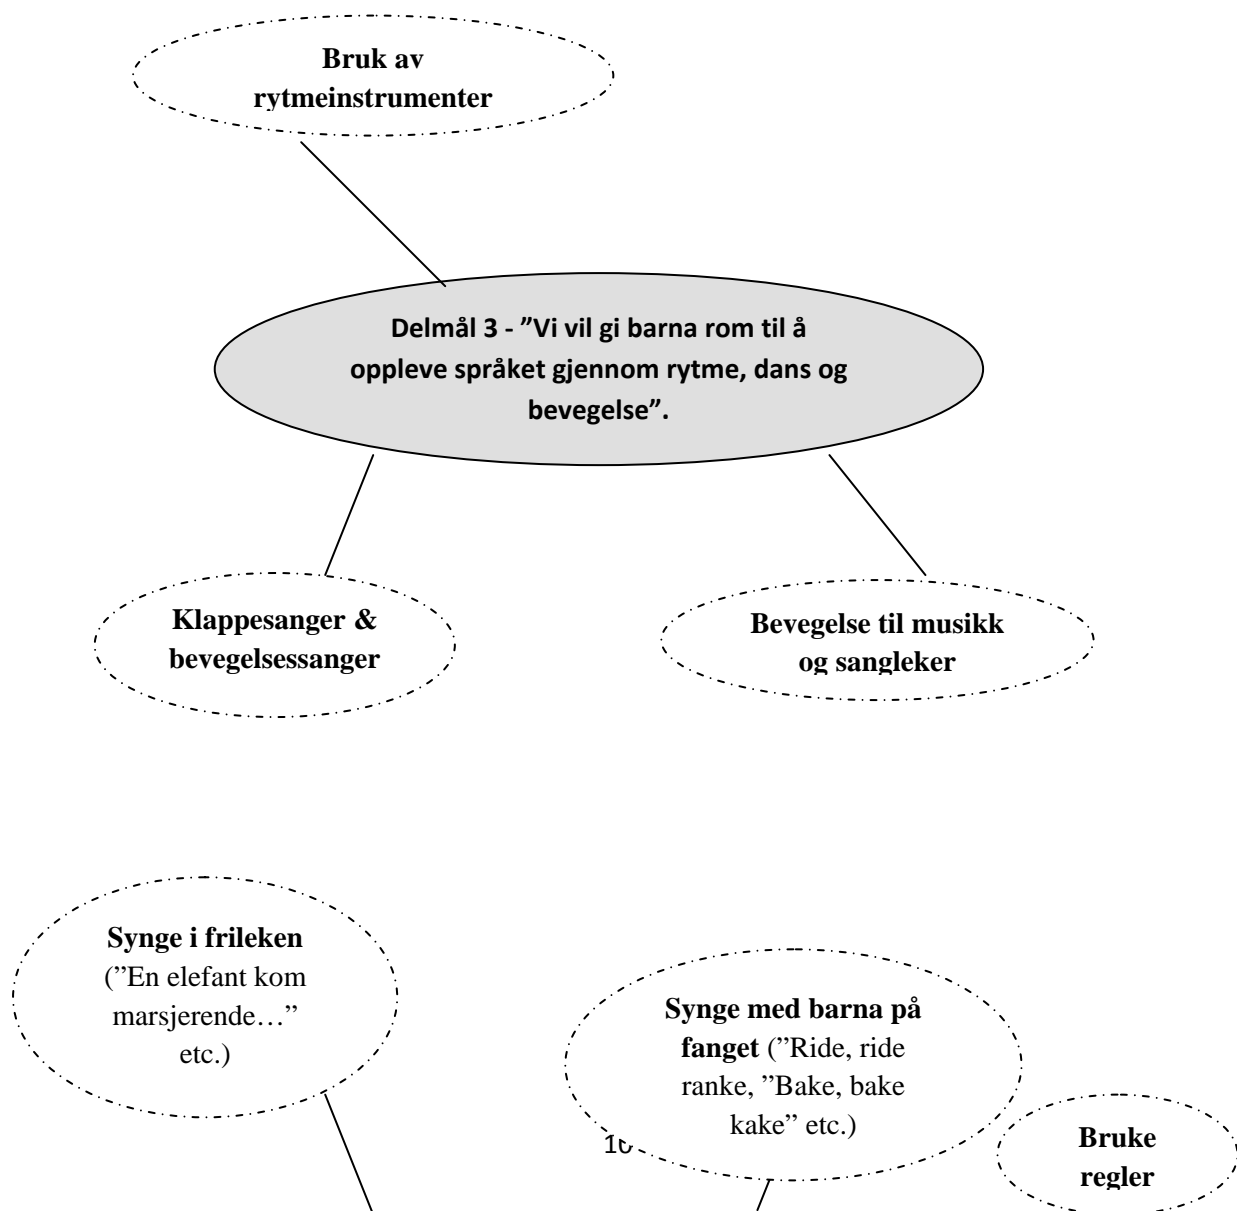 Bruk av
rytmeinstrumenter
Delmål 3 - ”Vi vil gi barna rom til å
oppleve språket gjennom rytme, dans og
bevegelse”.
Klappesanger &
bevegelsessanger
Bevegelse til musikk
og sangleker
Synge i frileken
(”En elefant kom
marsjerende…”
etc.)
Synge med barna på
fanget (”Ride, ride
ranke, ”Bake, bake
kake” etc.)
Bruke
regler